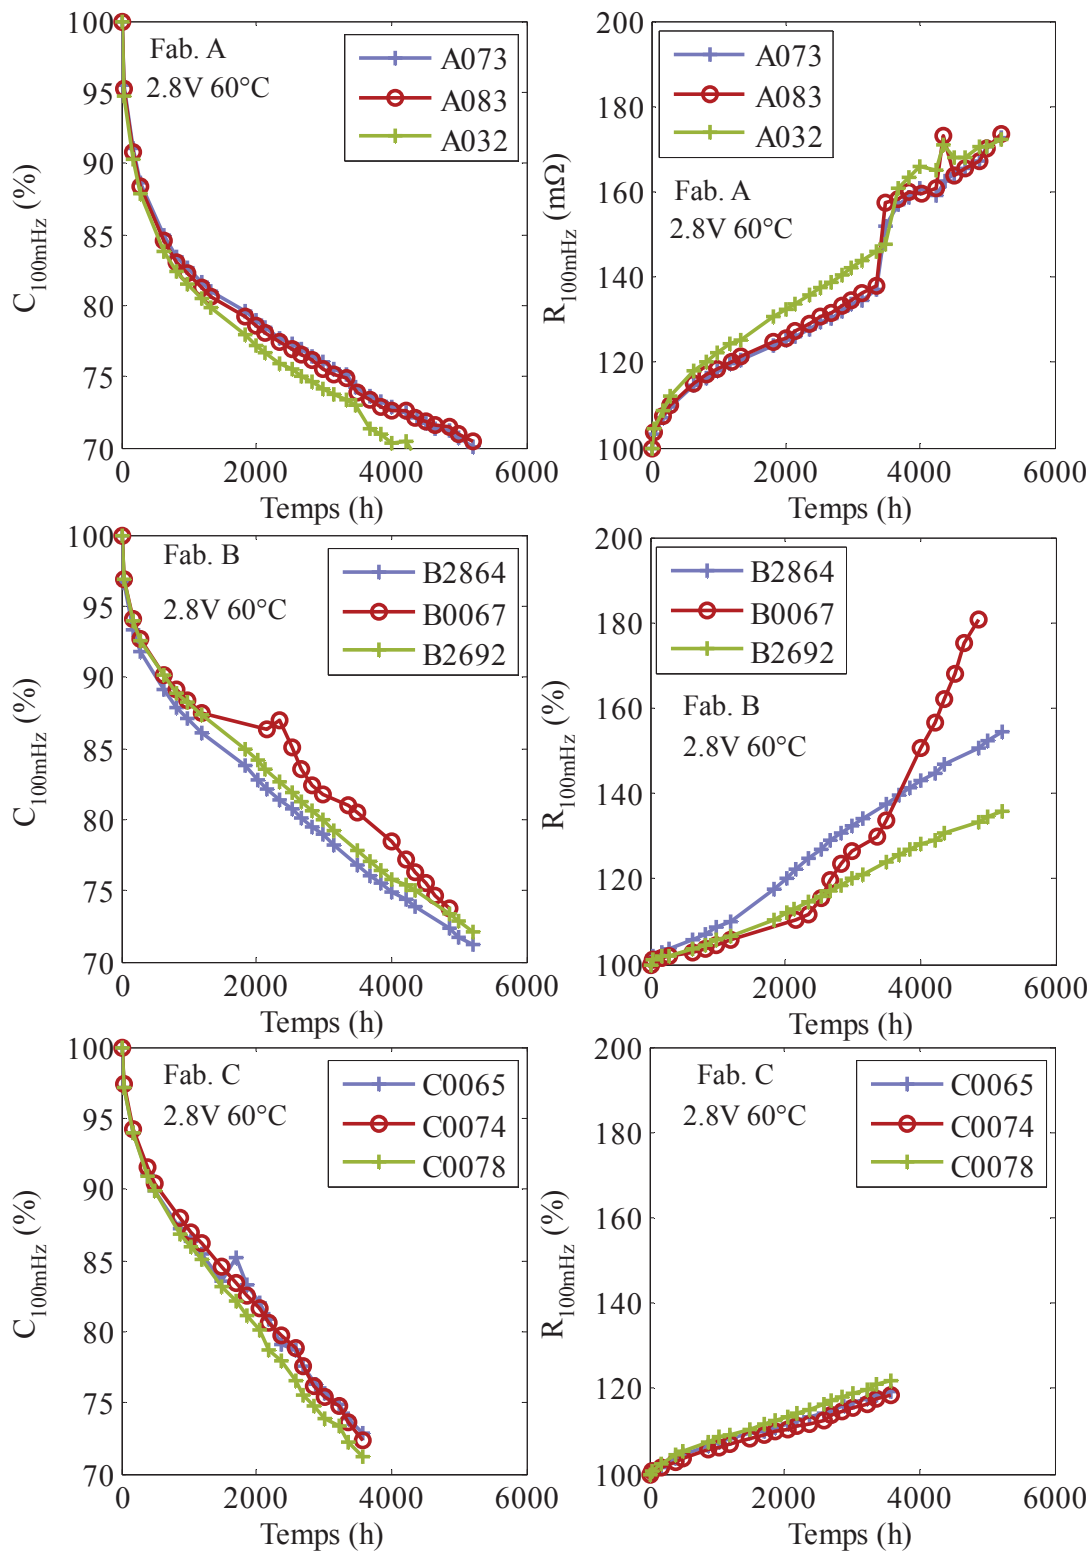 100
95
90
85
80
75
70
C100mHz (%)
0
2000
4000
6000
Temps (h)
Fab. A
2.8V 60°C
A073
A083
A032
200
180
160
140
120
100
R100mHz (mΩ)
0
2000
4000
6000
Temps (h)
A073
A083
A032
Fab. A
2.8V 60°C
100
95
90
85
80
75
70
C100mHz (%)
0
2000
4000
6000
Temps (h)
Fab. B
2.8V 60°C
B2864
B0067
B2692
200
180
160
140
120
100
R100mHz (%)
0
2000
4000
6000
Temps (h)
B2864
B0067
B2692
Fab. B
2.8V 60°C
100
95
90
85
80
75
70
C100mHz (%)
0
2000
4000
6000
Temps (h)
Fab. C
2.8V 60°C
C0065
C0074
C0078
200
180
160
140
120
100
R100mHz (%)
0
2000
4000
6000
Temps (h)
Fab. C
2.8V 60°C
C0065
C0074
C0078